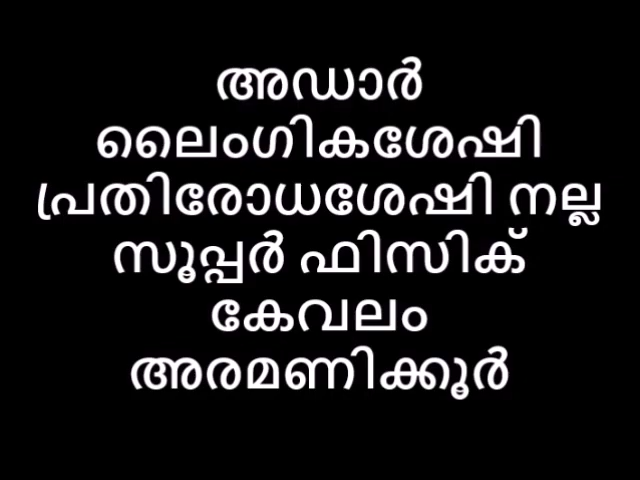 അഡാർ
ലൈംഗികശേഷി
പ്രതിരോധശേഷി നല്ല
സൂപ്പർ ഫിസിക്
കേവലം
അരമണിക്കൂർ